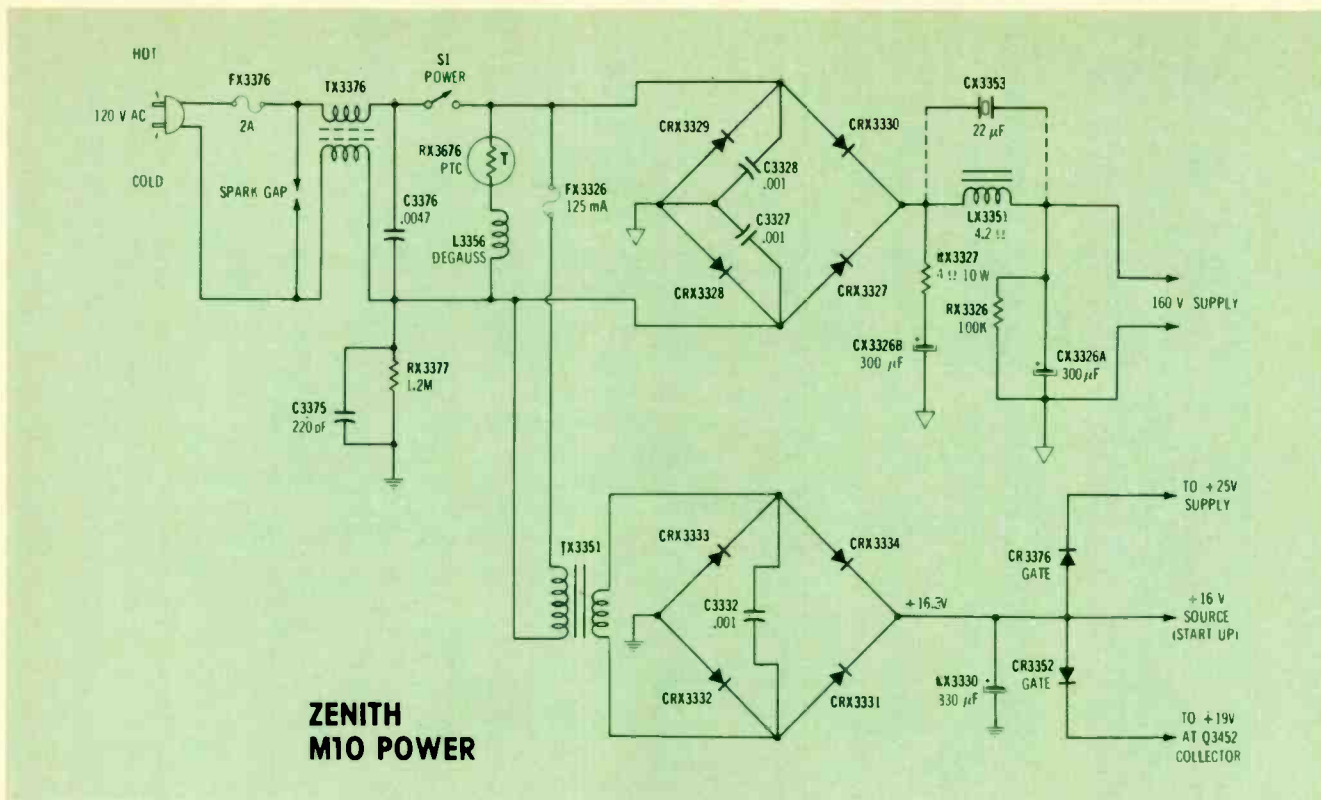 HOT
120 V AC
COLD
FX3376
2A
SPARK GAP
TX3376
S1
POWER
C3376
.0047
RX3676
PTC
T
L3356
DEGAUSS
FX3326
125 mA
RX3377
1.2M
C3375
220 pF
CRX3329
CRX3330
C3328
.001
C3327
.001
CRX3328
CRX3327
CX3353
22 µF
LX3351
4.2 Ω
RX3327
4 Ω 10 W
RX3326
100K
CX3326B
300 µF
CX3326A
300 µF
160 V SUPPLY
TX3351
CRX3333
CRX3334
C3332
.001
CRX3332
CRX3331
+16.3V
CR3376
GATE
CR3352
GATE
330 µF
TO +25V
SUPPLY
+16 V
SOURCE
(START UP)
TO +19V
AT Q3452
COLLECTOR
ZENITH
M10 POWER